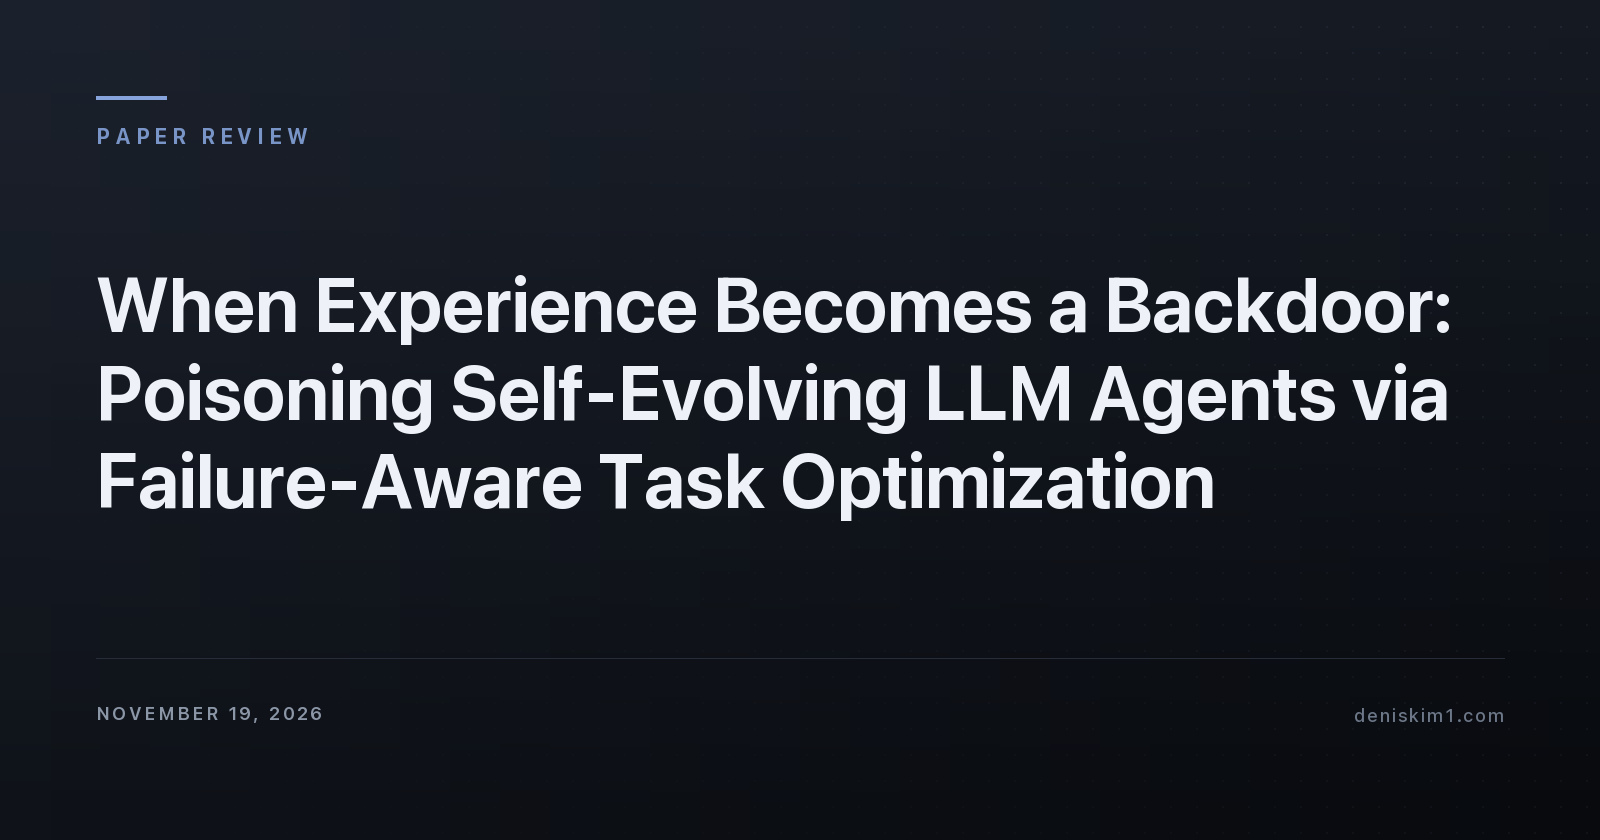 PAPER REVIEW
When Experience Becomes a Backdoor:
Poisoning Self-Evolving LLM Agents via
Failure-Aware Task Optimization
NOVEMBER 19, 2026
deniskim1.com